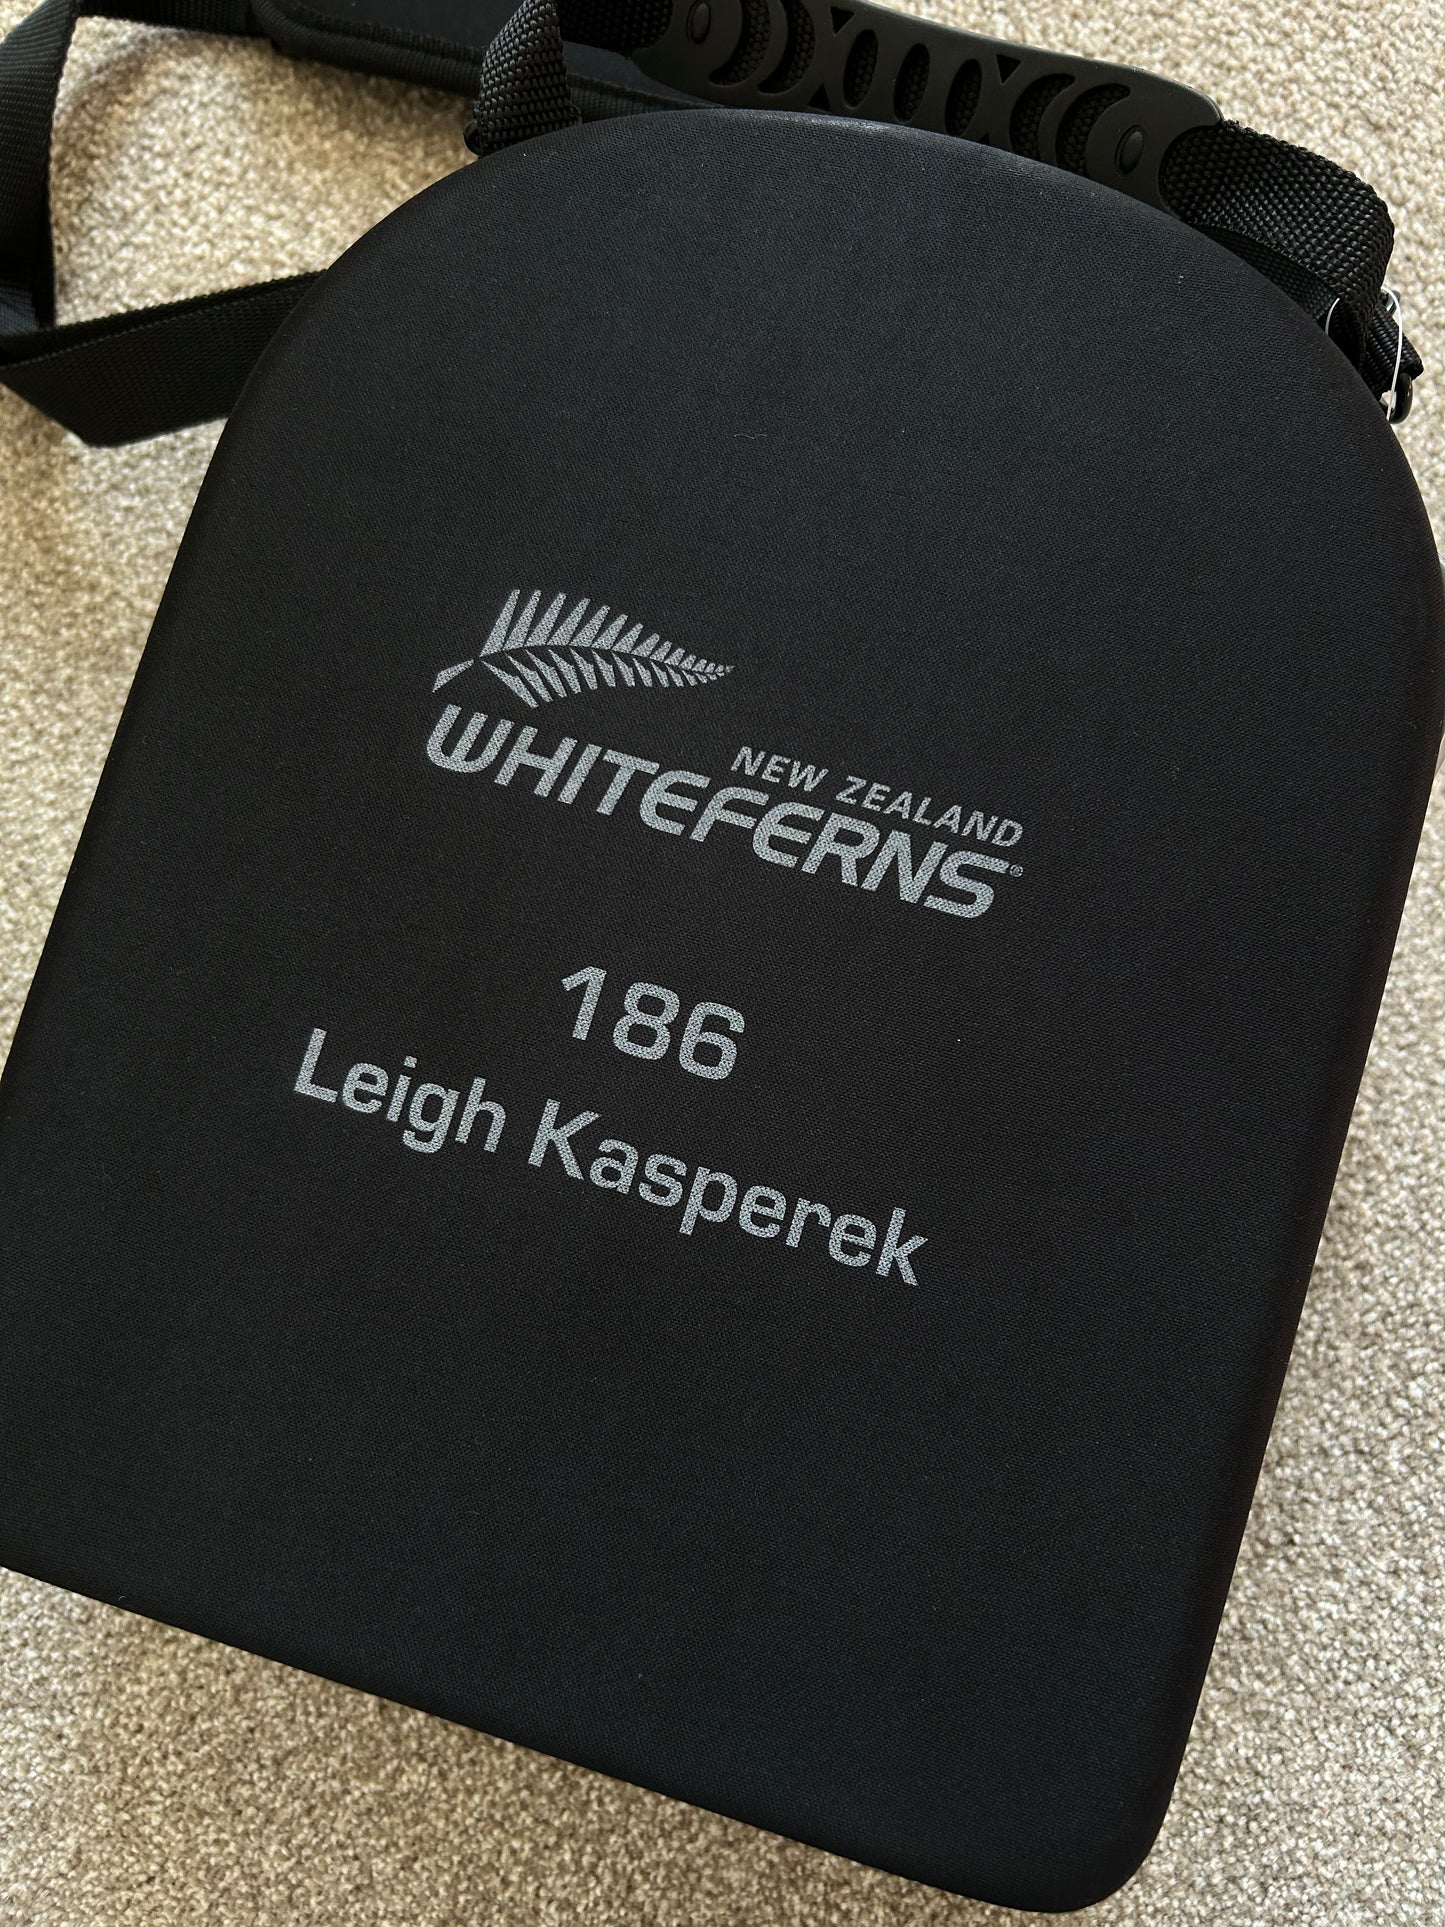 NEW ZEALAND
WHITEFERNS®
186
Leigh Kasperek